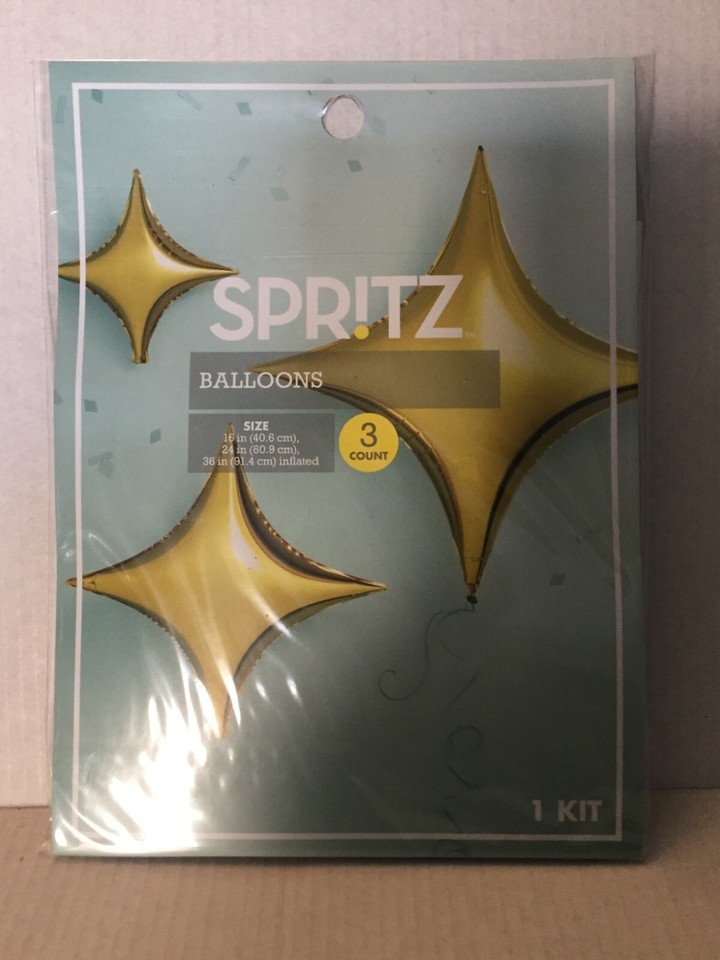 SPR!TZ™
BALLOONS
SIZE
16 in (40.6 cm),
24 in (60.9 cm),
36 in (91.4 cm) inflated
3
COUNT
1 KIT